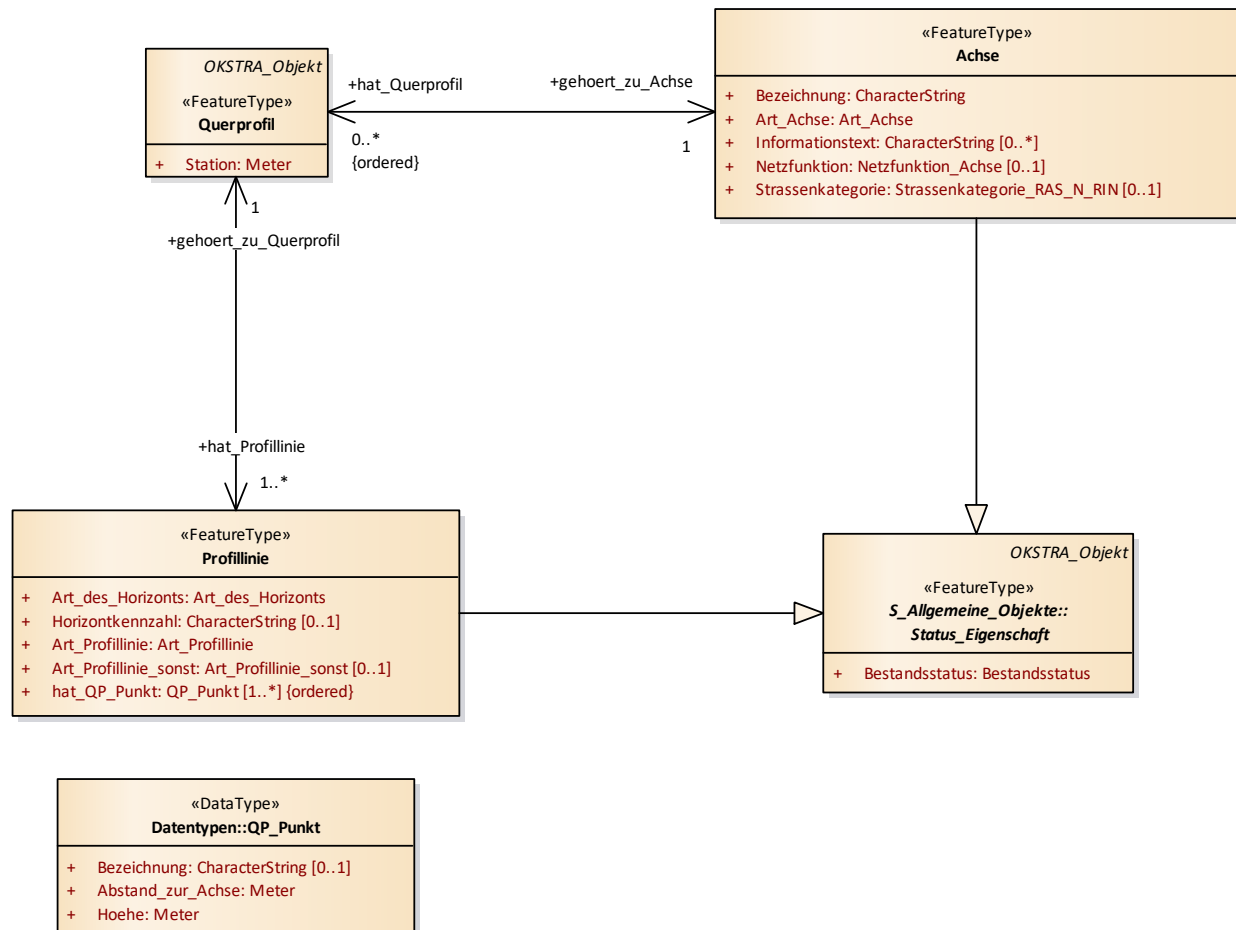 OKSTRA_Objekt
«FeatureType»
Querprofil
+ Station: Meter
+hat_Querprofil
0..*
{ordered}
+gehoert_zu_Achse
1
«FeatureType»
Achse
+ Bezeichnung: CharacterString
+ Art_Achse: Art_Achse
+ Informationstext: CharacterString [0..*]
+ Netzfunktion: Netzfunktion_Achse [0..1]
+ Strassenkategorie: Strassenkategorie_RAS_N_RIN [0..1]
1
+gehoert_zu_Querprofil
+hat_Profillinie
1..*
«FeatureType»
Profillinie
+ Art_des_Horizonts: Art_des_Horizonts
+ Horizontkennzahl: CharacterString [0..1]
+ Art_Profillinie: Art_Profillinie
+ Art_Profillinie_sonst: Art_Profillinie_sonst [0..1]
+ hat_QP_Punkt: QP_Punkt [1..*] {ordered}
OKSTRA_Objekt
«FeatureType»
S_Allgemeine_Objekte::
Status_Eigenschaft
+ Bestandsstatus: Bestandsstatus
«DataType»
Datentypen::QP_Punkt
+ Bezeichnung: CharacterString [0..1]
+ Abstand_zur_Achse: Meter
+ Hoehe: Meter